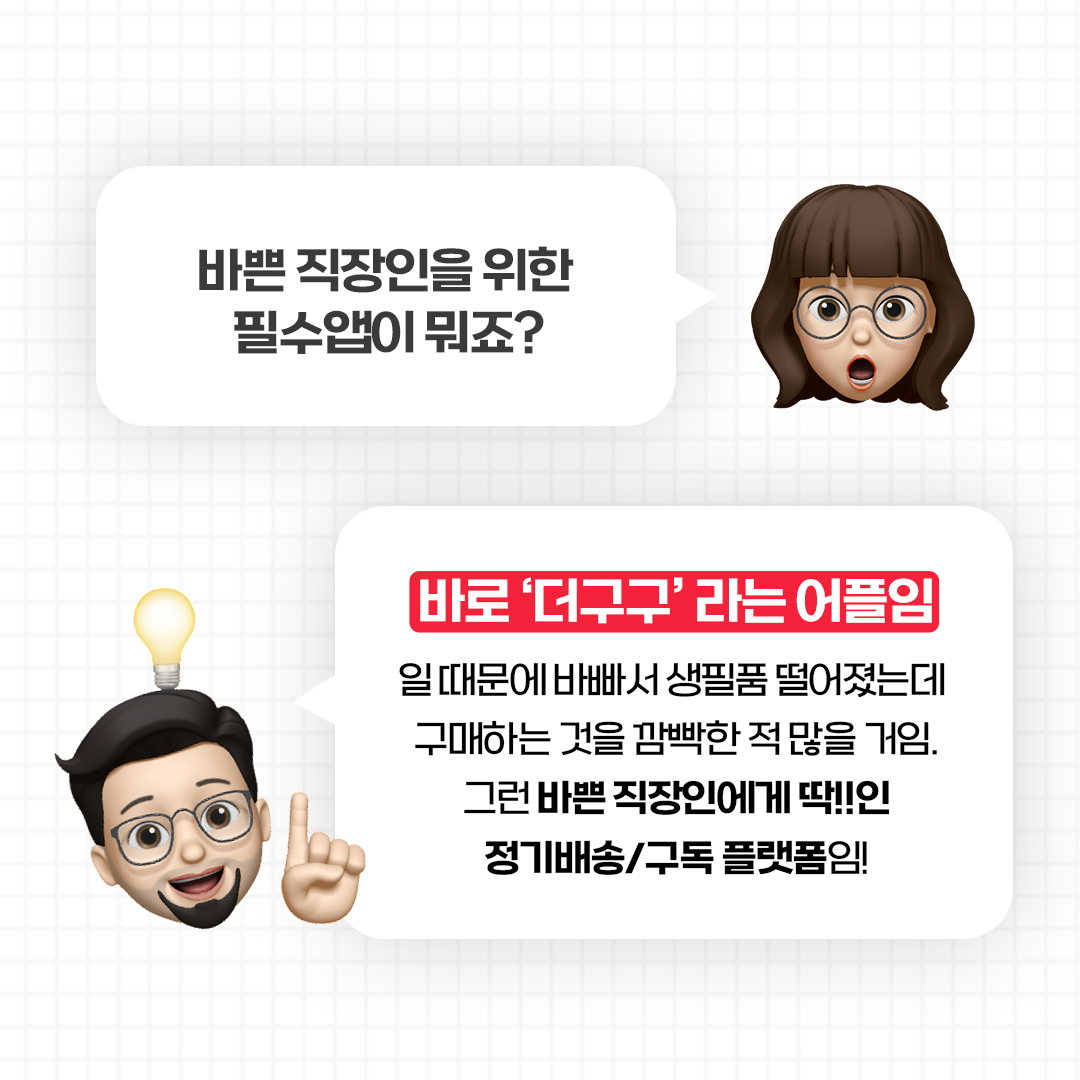 바쁜 직장인을 위한
필수앱이 뭐죠?
바로 ‘더구구’ 라는 어플임
일 때문에 바빠서 생필품 떨어졌는데
구매하는 것을 깜빡한 적 많을 거임.
그런 바쁜 직장인에게 딱!!인
정기배송/구독 플랫폼임!